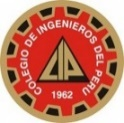 COLEGIO DE INGENIEROS DEL PERU
CIP
1962